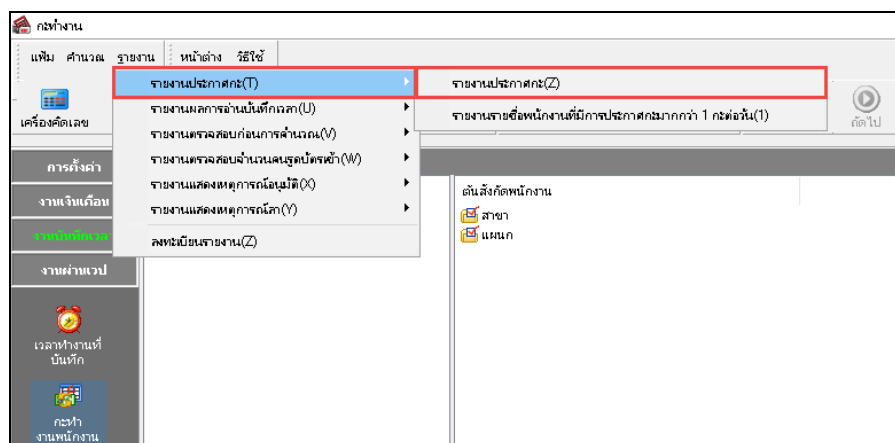 กะทำงาน
แฟ้ม คำนวณ รายงาน หน้าต่าง วิธีใช้
รายงานประกาศกะ(T)
รายงานประกาศกะ(Z)
เครื่องคิดเลข
รายงานผลการอ่านบันทึกเวลา(U)
รายงานรายชื่อพนักงานที่มีการประกาศกะมากกว่า 1 กะต่อวัน(1)
ถัดไป
รายงานตรวจสอบก่อนการคำนวณ(V)
รายงานตรวจสอบจำนวนคนรูดบัตรเข้า(W)
รายงานแสดงเหตุการณ์อนุมัติ(X)
รายงานแสดงเหตุการณ์ลา(Y)
ลงทะเบียนรายงาน(Z)
การตั้งค่า
งานเงินเดือน
งานบันทึกเวลา
งานผ่านเวป
ต้นสังกัดพนักงาน
สาขา
แผนก
เวลาทำงานที่
บันทึก
กะทำ
งานพนักงาน